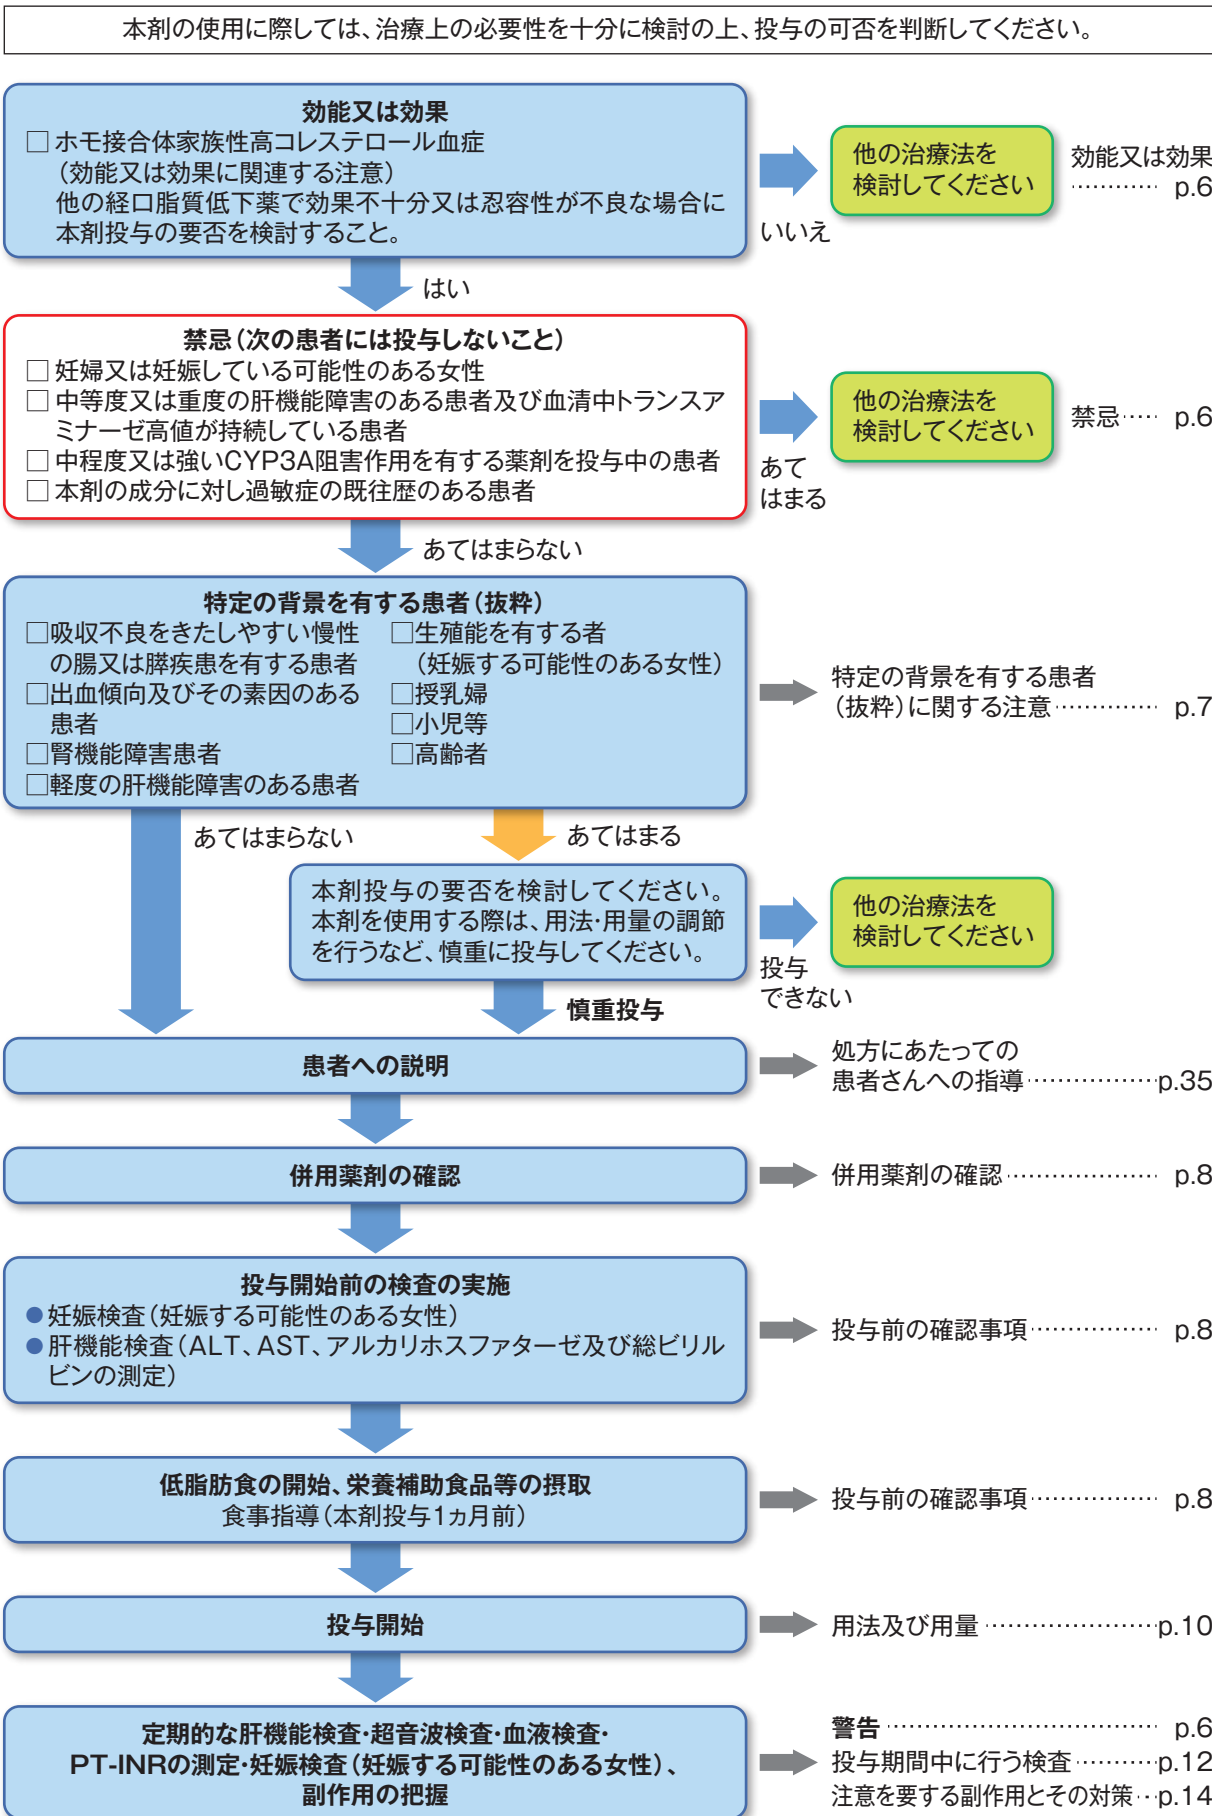 本剤の使用に際しては、治療上の必要性を十分に検討の上、投与の可否を判断してください。
効能又は効果
□ ホモ接合体家族性高コレステロール血症
（効能又は効果に関連する注意）
他の経口脂質低下薬で効果不十分又は忍容性が不良な場合に
本剤投与の要否を検討すること。
いいえ
他の治療法を
検討してください
効能又は効果
………… p.6
はい
禁忌（次の患者には投与しないこと）
□ 妊婦又は妊娠している可能性のある女性
□ 中等度又は重度の肝機能障害のある患者及び血清中トランスア
ミナーゼ高値が持続している患者
□ 中程度又は強いCYP3A阻害作用を有する薬剤を投与中の患者
□ 本剤の成分に対し過敏症の既往歴のある患者
あて
はまる
他の治療法を
検討してください
禁忌…… p.6
あてはまらない
特定の背景を有する患者（抜粋）
□吸収不良をきたしやすい慢性
の腸又は膵疾患を有する患者
□出血傾向及びその素因のある
患者
□腎機能障害患者
□軽度の肝機能障害のある患者
□生殖能を有する者
（妊娠する可能性のある女性）
□授乳婦
□小児等
□高齢者
特定の背景を有する患者
（抜粋）に関する注意………… p.7
あてはまらない
あてはまる
本剤投与の要否を検討してください。
本剤を使用する際は、用法・用量の調節
を行うなど、慎重に投与してください。
投与
できない
他の治療法を
検討してください
慎重投与
患者への説明
処方にあたっての
患者さんへの指導……………p.35
併用薬剤の確認
併用薬剤の確認…………… p.8
投与開始前の検査の実施
●妊娠検査（妊娠する可能性のある女性）
●肝機能検査（ALT、AST、アルカリホスファターゼ及び総ビリル
ビンの測定）
投与前の確認事項………… p.8
低脂肪食の開始、栄養補助食品等の摂取
食事指導（本剤投与1ヵ月前）
投与前の確認事項………… p.8
投与開始
用法及び用量………………p.10
定期的な肝機能検査・超音波検査・血液検査・
PT-INRの測定・妊娠検査（妊娠する可能性のある女性）、
副作用の把握
警告……………………… p.6
投与期間中に行う検査………p.12
注意を要する副作用とその対策…p.14